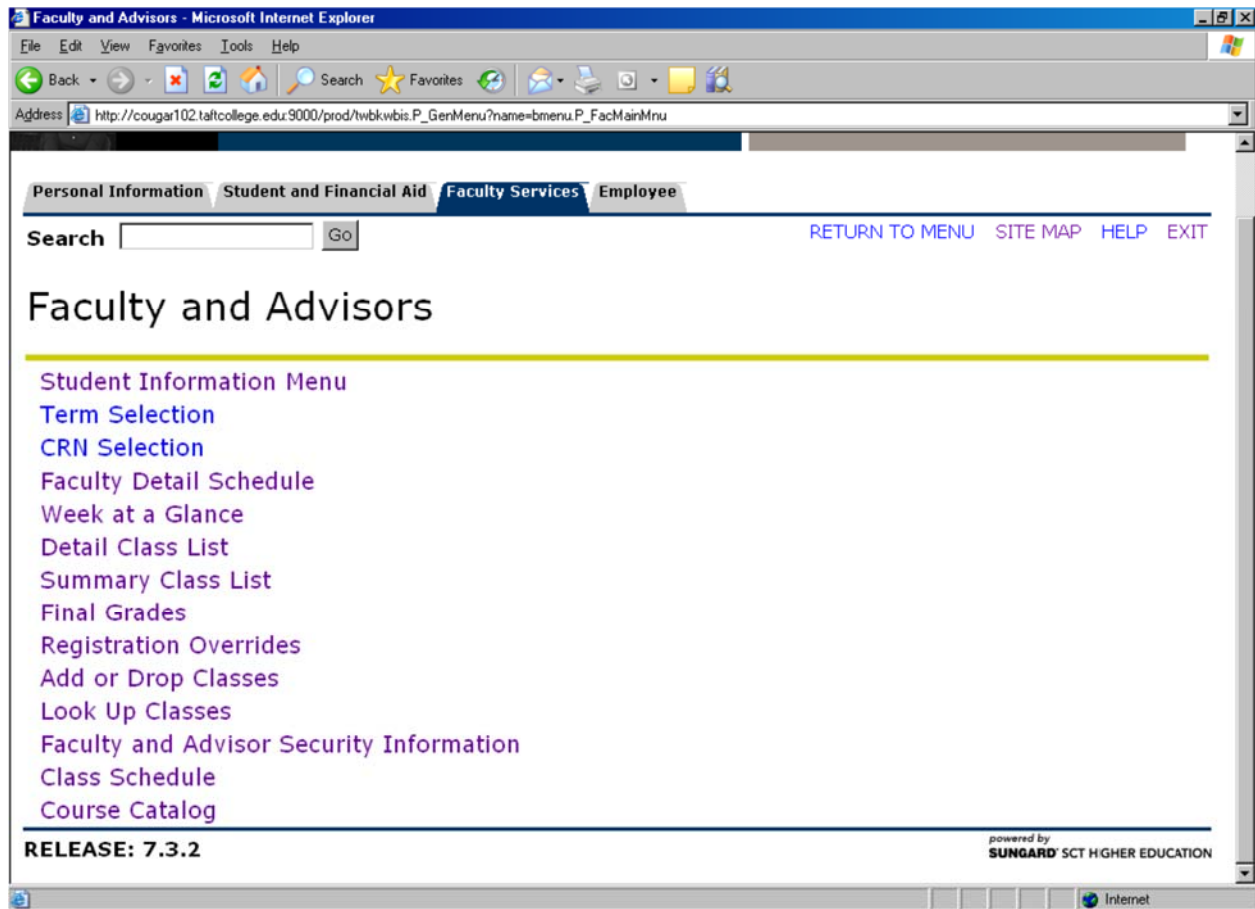 Faculty and Advisors - Microsoft Internet Explorer
File Edit View Favorites Tools Help
Back Search Favorites
Address http://cougar102.taftcollege.edu:9000/prod/twbkwbis.P_GenMenu?name=bmenu.P_FacMainMnu
Personal Information Student and Financial Aid Faculty Services Employee
Search Go RETURN TO MENU SITE MAP HELP EXIT
Faculty and Advisors
Student Information Menu
Term Selection
CRN Selection
Faculty Detail Schedule
Week at a Glance
Detail Class List
Summary Class List
Final Grades
Registration Overrides
Add or Drop Classes
Look Up Classes
Faculty and Advisor Security Information
Class Schedule
Course Catalog
RELEASE: 7.3.2
powered by
SUNGARD' SCT HIGHER EDUCATION
Internet